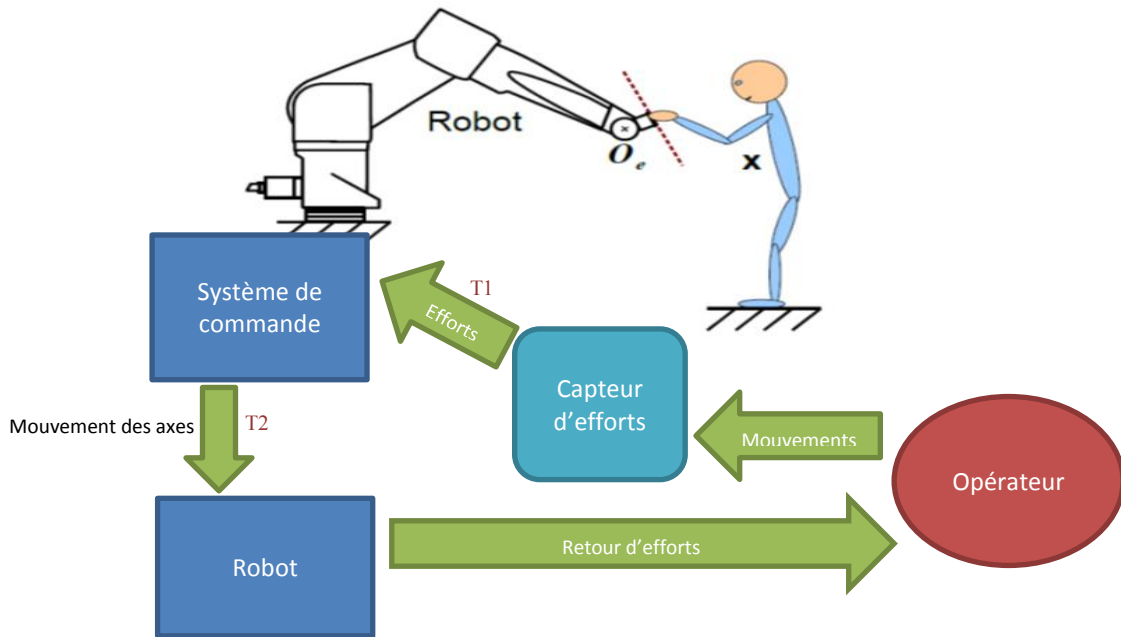 Robot
Oe
x
Système de
commande
T1
Efforts
Capteur
d'efforts
Mouvements
Opérateur
Mouvement des axes
T2
Robot
Retour d'efforts